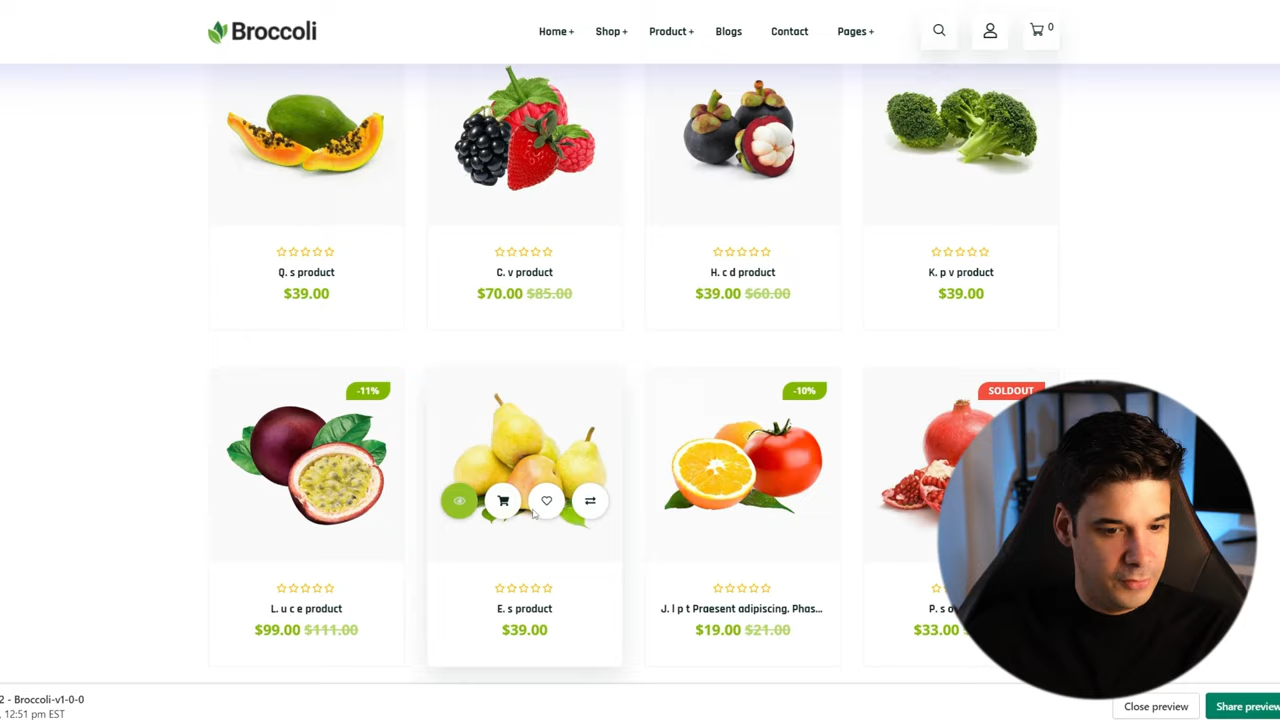 Broccoli
Home + Shop + Product + Blogs Contact Pages + 0
Q. s product
$39.00
C. v product
$70.00 $85.00
H. c d product
$39.00 $60.00
K. p v product
$39.00
-11%
L. u c e product
$99.00 $111.00
E. s product
$39.00
-10%
J. l p t Praesent adipiscing. Phas...
$19.00 $21.00
SOLDOUT
P. s o
$33.00
2 - Broccoli-v1-0-0
, 12:51 pm EST
Close preview
Share preview